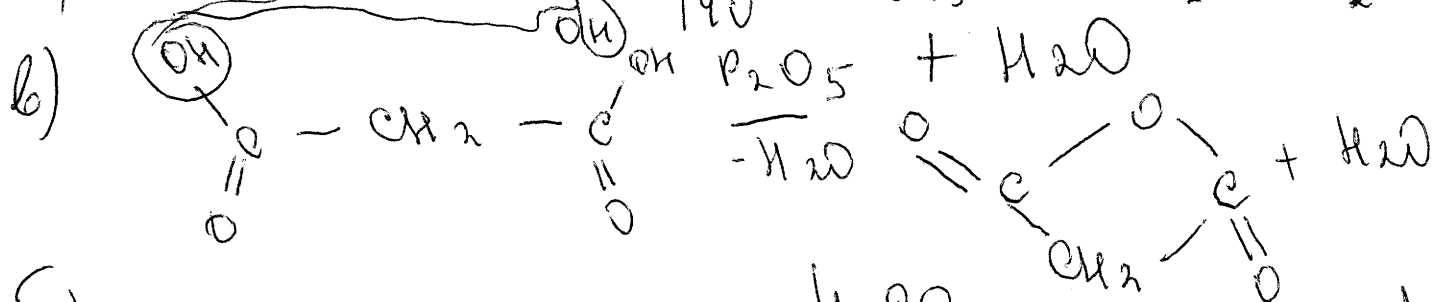 в) OH OH OH P₂O₅ + H₂O
C – CH₂ – C -H₂O O C O C + H₂O
O O CH₂ O